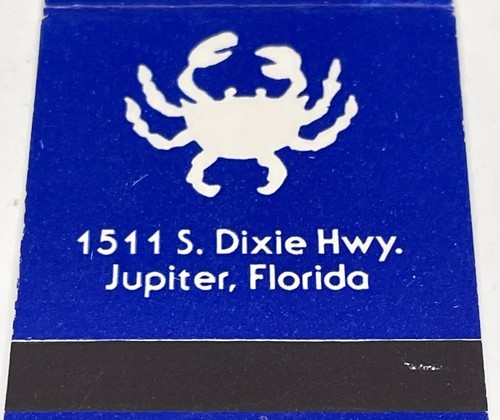 1511 S. Dixie Hwy.
Jupiter, Florida